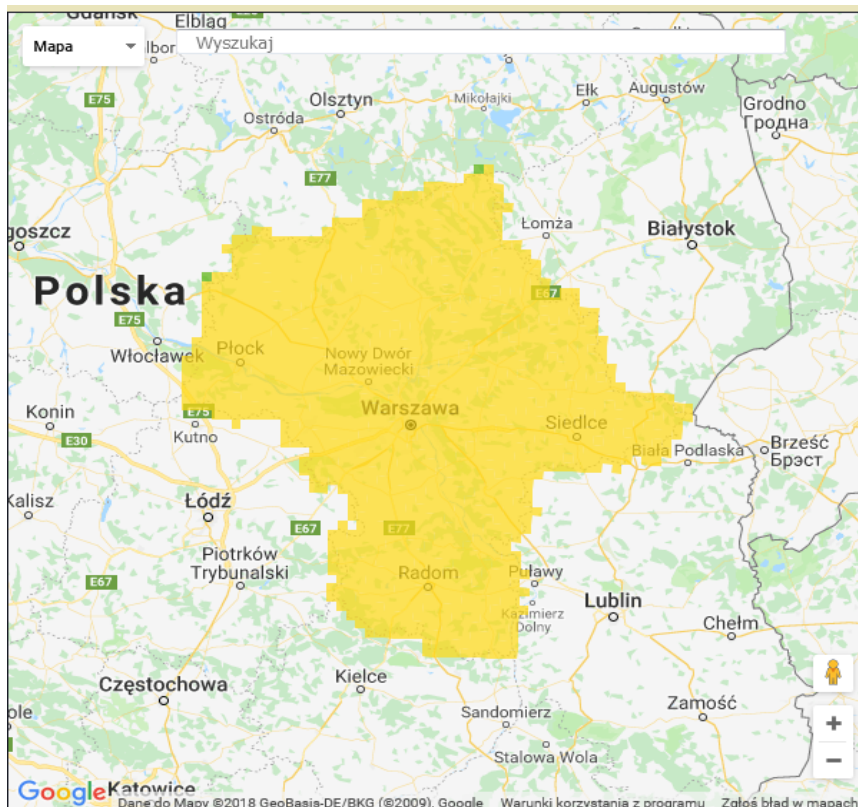 Gdańsk
Elbląg
Mapa
Wyszukaj
E75
Olsztyn
Mikołajki
Ełk
Augustów
Ostróda
Grodno
Гродна
E77
Łomża
Białystok
goszcz
Polska
E67
E75
Włocławek
Płock
Nowy Dwór
Mazowiecki
Warszawa
Konin
E75
Siedlce
E30
Kutno
Biała Podlaska
Brześć
Брэст
Kalisz
Łódź
E67
E77
Piotrków
Trybunalski
E67
Radom
Puławy
Kazimierz
Dolny
Lublin
Chełm
Kielce
Częstochowa
Zamość
ole
Sandomierz
Stalowa Wola
Google
Katowice
Dane do Mapy ©2018 GeoBasis-DE/BKG (©2009), Google
Warunki korzystania z programu
Zgłoś błąd w mapach